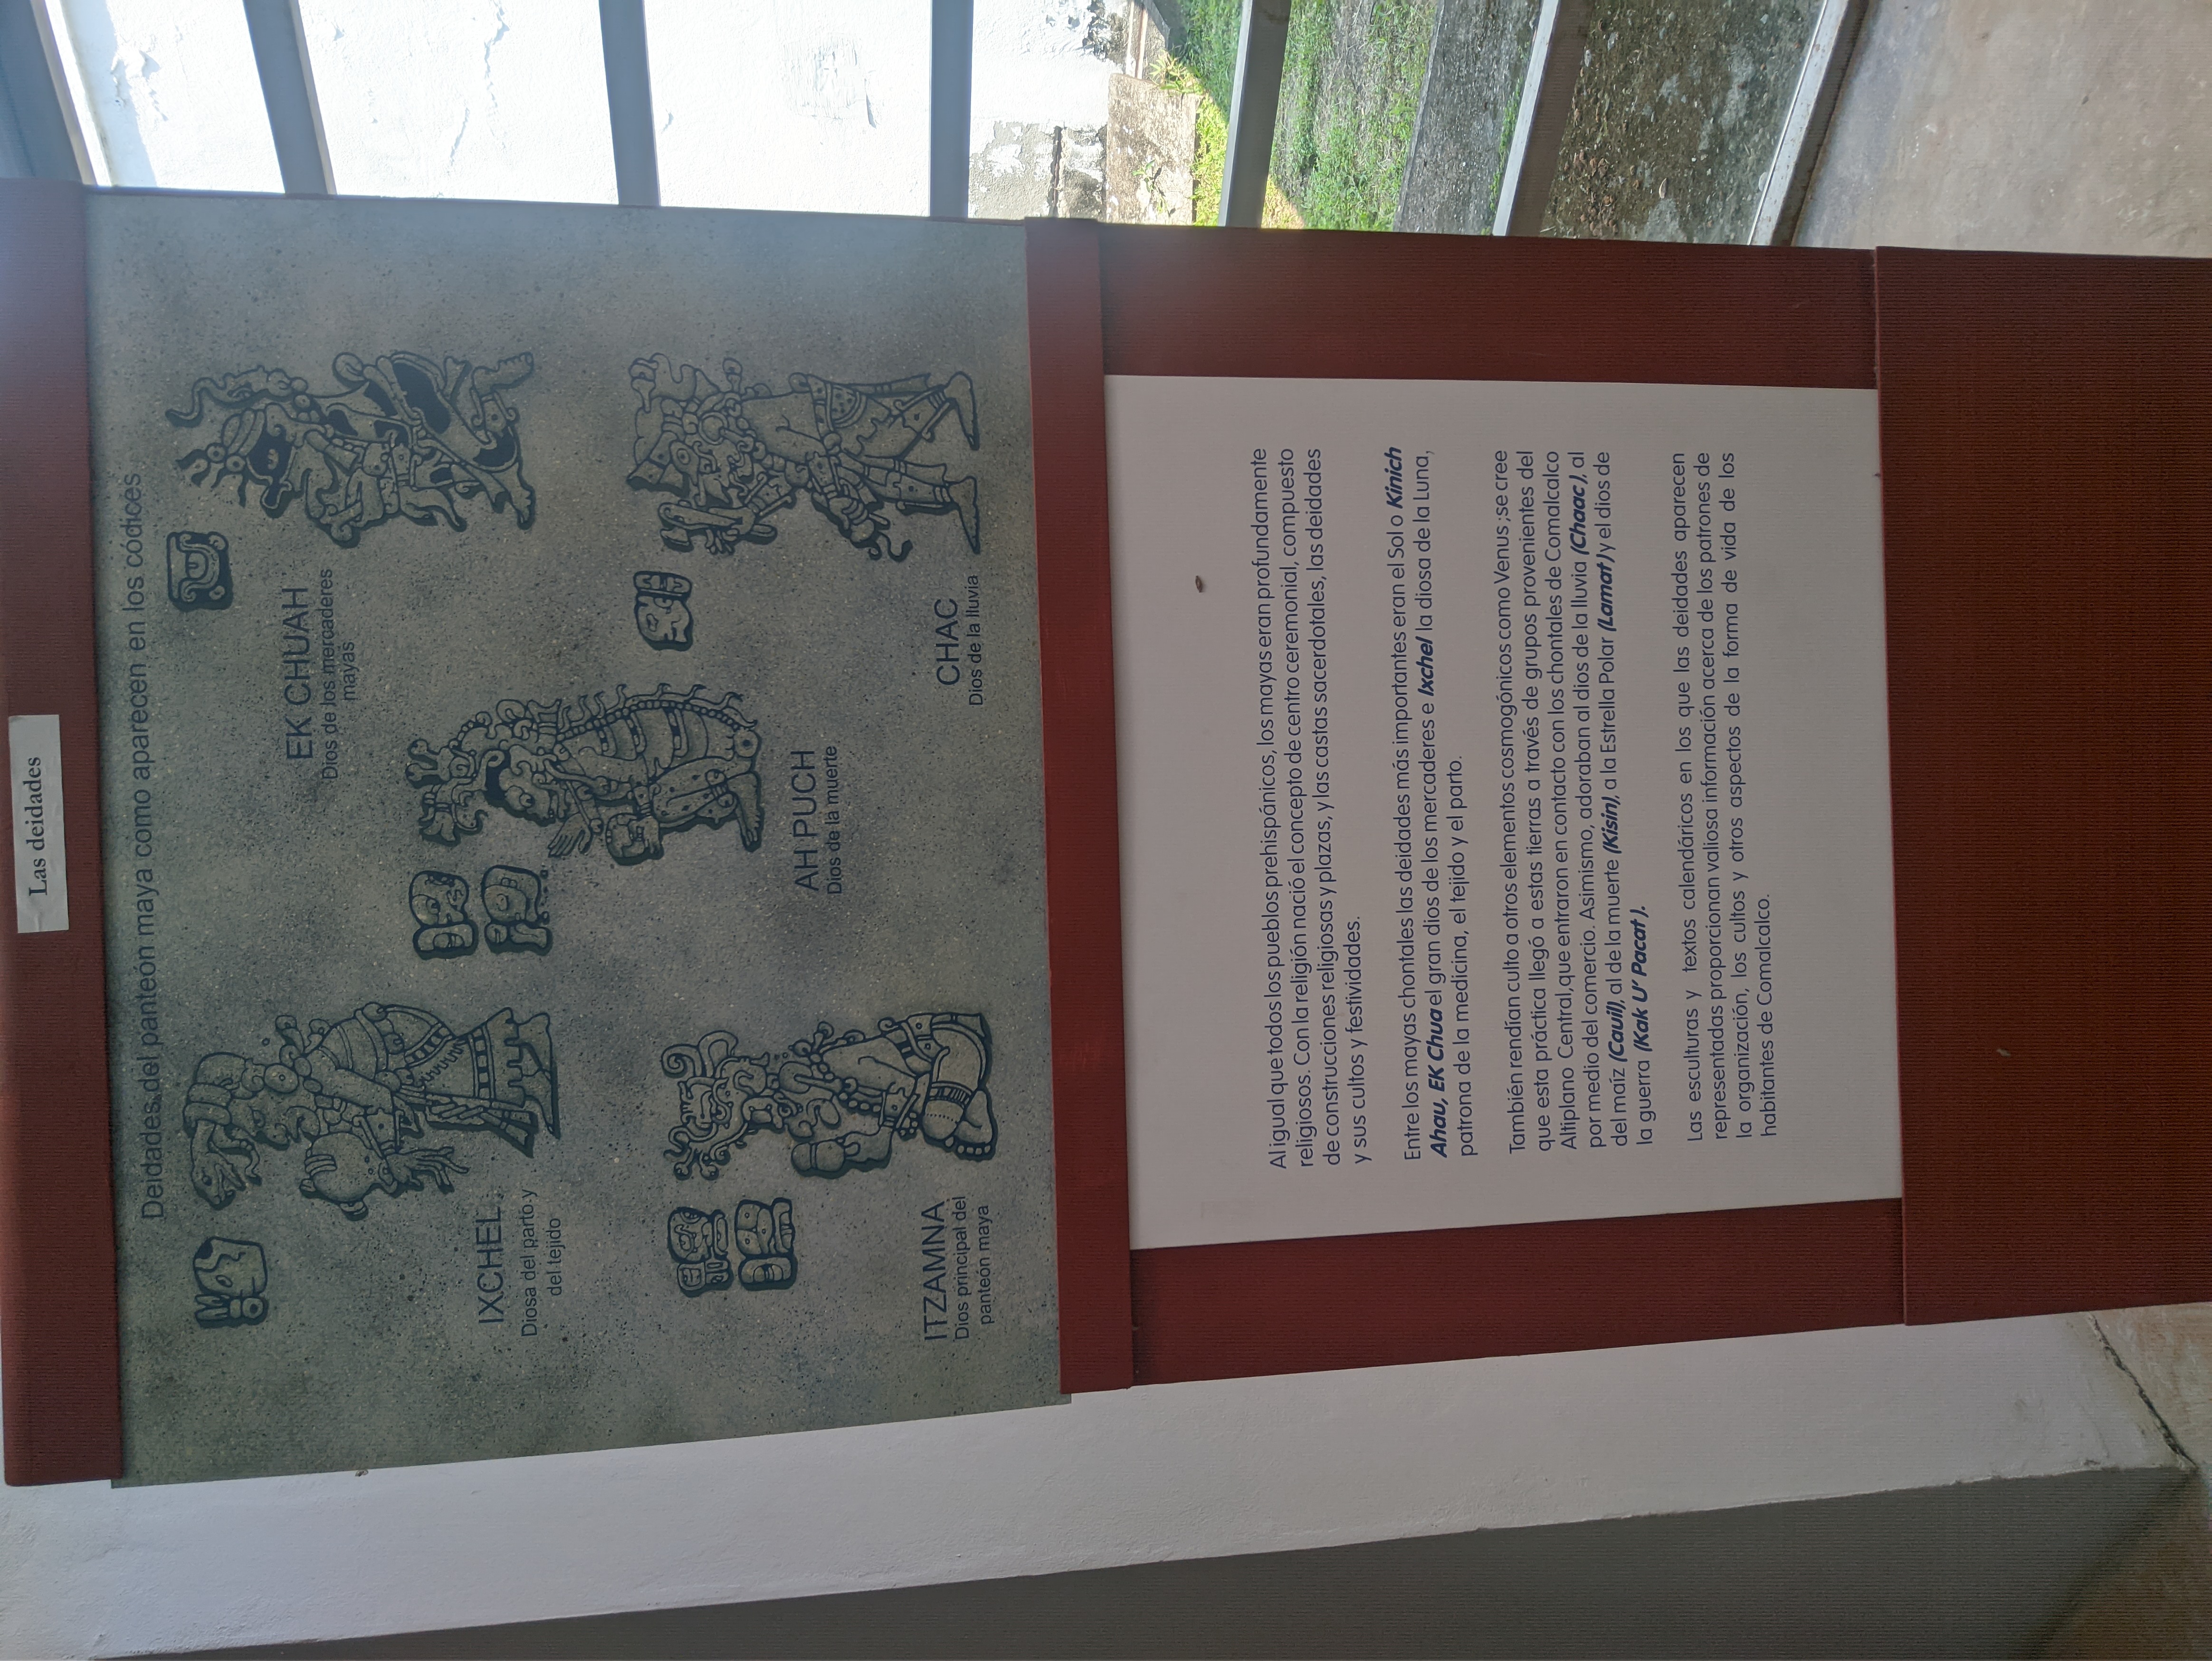 Las deidades
Deidades del panteón maya como aparecen en los códices
EK CHUAH
Dios de los mercaderes
mayas
IXCHEL
Diosa del parto y
del tejido
AH PUCH
Dios de la muerte
ITZAMNA
Dios principal del
panteón maya
CHAC
Dios de la lluvia
Al igual que todos los pueblos prehispánicos, los mayas eran profundamente
religiosos. Con la religión nació el concepto de centro ceremonial, compuesto
de construcciones religiosas y plazas, y las castas sacerdotales, las deidades
y sus cultos y festividades.
Entre los mayas chontales las deidades más importantes eran el Sol o Kinich
Ahau, EK Chua el gran dios de los mercaderes e Ixchel la diosa de la Luna,
patrona de la medicina, el tejido y el parto.
También rendían culto a otros elementos cosmogónicos como Venus ;se cree
que esta práctica llegó a estas tierras a través de grupos provenientes del
Altiplano Central,que entraron en contacto con los chontales de Comalcalco
por medio del comercio. Asimismo, adoraban al dios de la lluvia (Chaac), al
del maíz (Cauil), al de la muerte (Kisin), a la Estrella Polar (Lamat) y el dios de
la guerra (Kak U' Pacat ).
Las esculturas y textos calendáricos en los que las deidades aparecen
representadas proporcionan valiosa información acerca de los patrones de
la organización, los cultos y otros aspectos de la forma de vida de los
habitantes de Comalcalco.